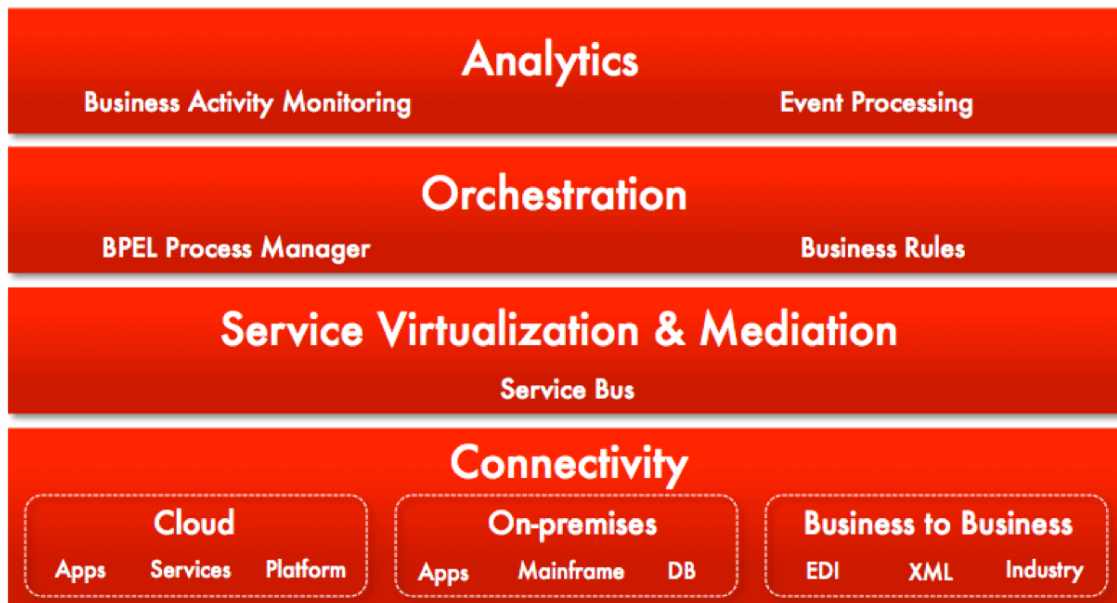 Analytics
Business Activity Monitoring Event Processing
Orchestration
BPEL Process Manager Business Rules
Service Virtualization & Mediation
Service Bus
Connectivity
Cloud On-premises Business to Business
Apps Services Platform Apps Mainframe DB EDI XML Industry